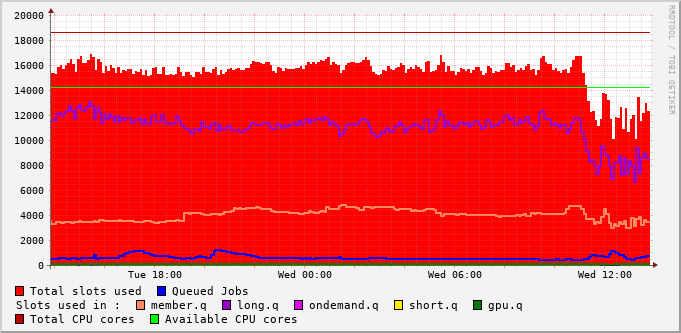 20000
18000
16000
14000
12000
10000
8000
6000
4000
2000
0
Tue 18:00 Wed 00:00 Wed 06:00 Wed 12:00
RRDTOOL / TOBI OETIKER
Total slots used Queued Jobs
Slots used in : member.q long.q ondemand.q short.q gpu.q
Total CPU cores Available CPU cores